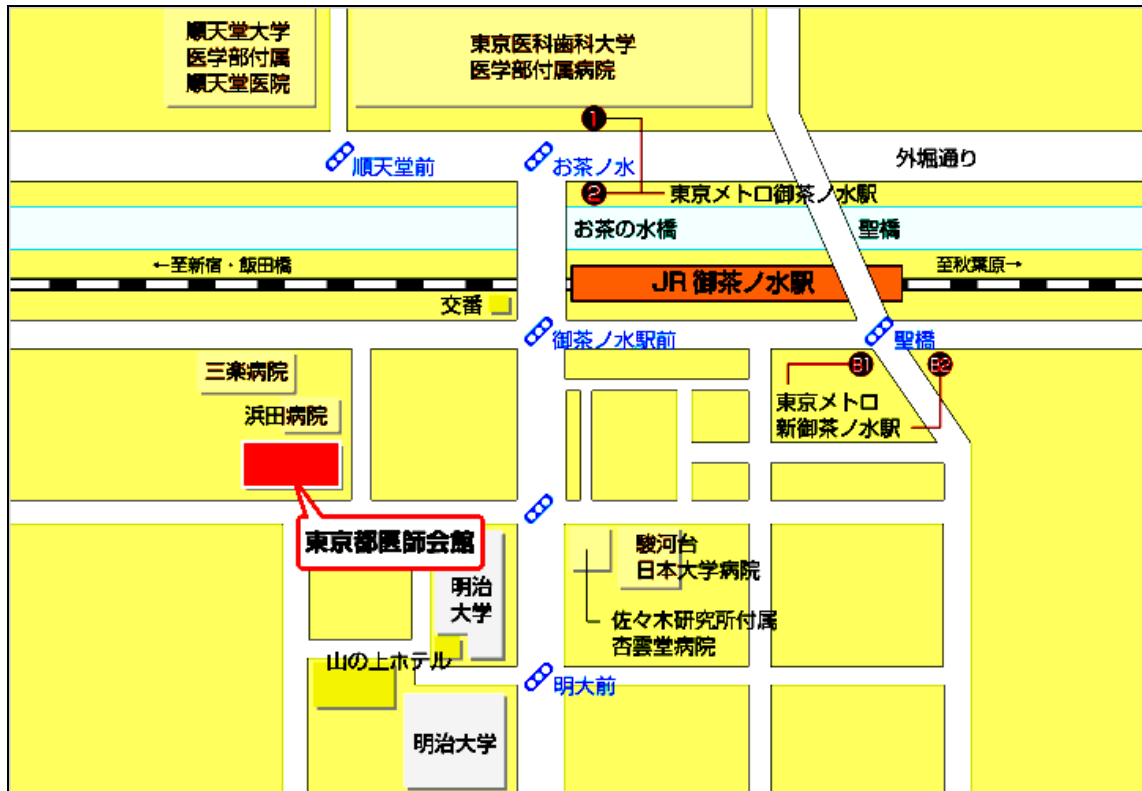 順天堂大学
医学部付属
順天堂医院
東京医科歯科大学
医学部付属病院
1
順天堂前
お茶ノ水
外堀通り
2
東京メトロ御茶ノ水駅
お茶の水橋
聖橋
←至新宿・飯田橋
至秋葉原→
JR 御茶ノ水駅
交番
御茶ノ水駅前
聖橋
三楽病院
B1
B2
浜田病院
東京メトロ
新御茶ノ水駅
東京都医師会館
駿河台
日本大学病院
明治
大学
佐々木研究所付属
杏雲堂病院
山の上ホテル
明大前
明治大学